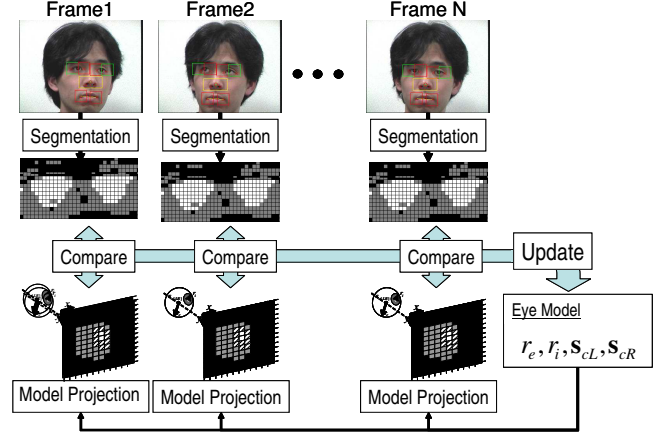 Frame1 Frame2 Frame N
Segmentation Segmentation Segmentation
Compare Compare Compare Update
Eye Model
r_e, r_i, s_cL, s_cR
Model Projection Model Projection Model Projection